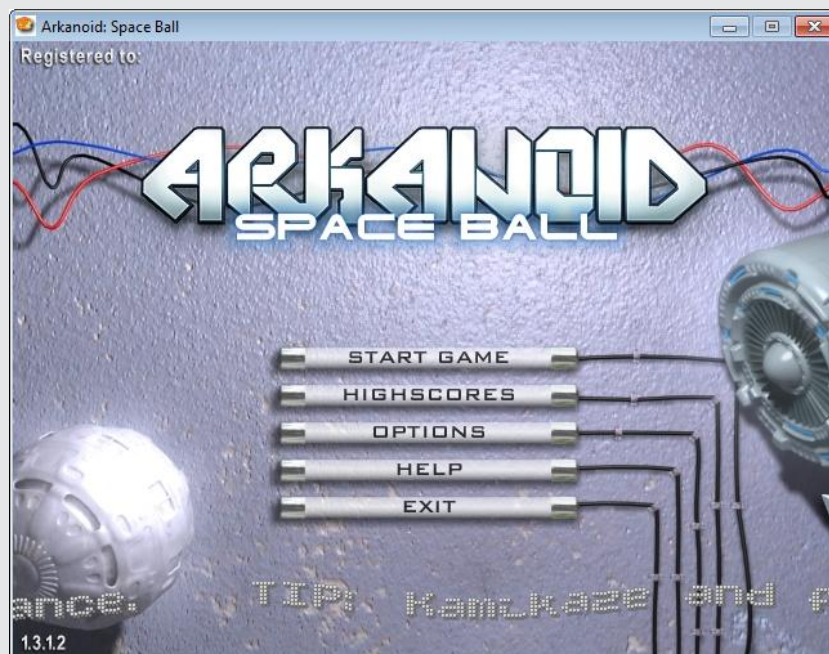 Arkanoid: Space Ball
Registered to:
ARKANOID
SPACE BALL
START GAME
HIGHSCORES
OPTIONS
HELP
EXIT
TIP: Kamikaze and
1.3.1.2